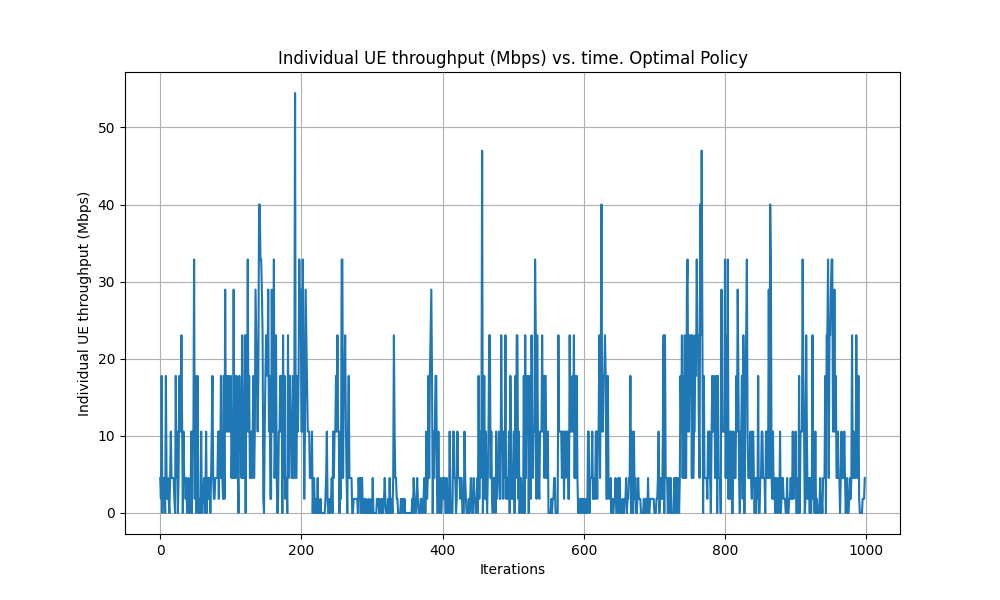 Individual UE throughput (Mbps) vs. time. Optimal Policy
Individual UE throughput (Mbps)
50
40
30
20
10
0
0 200 400 600 800 1000
Iterations